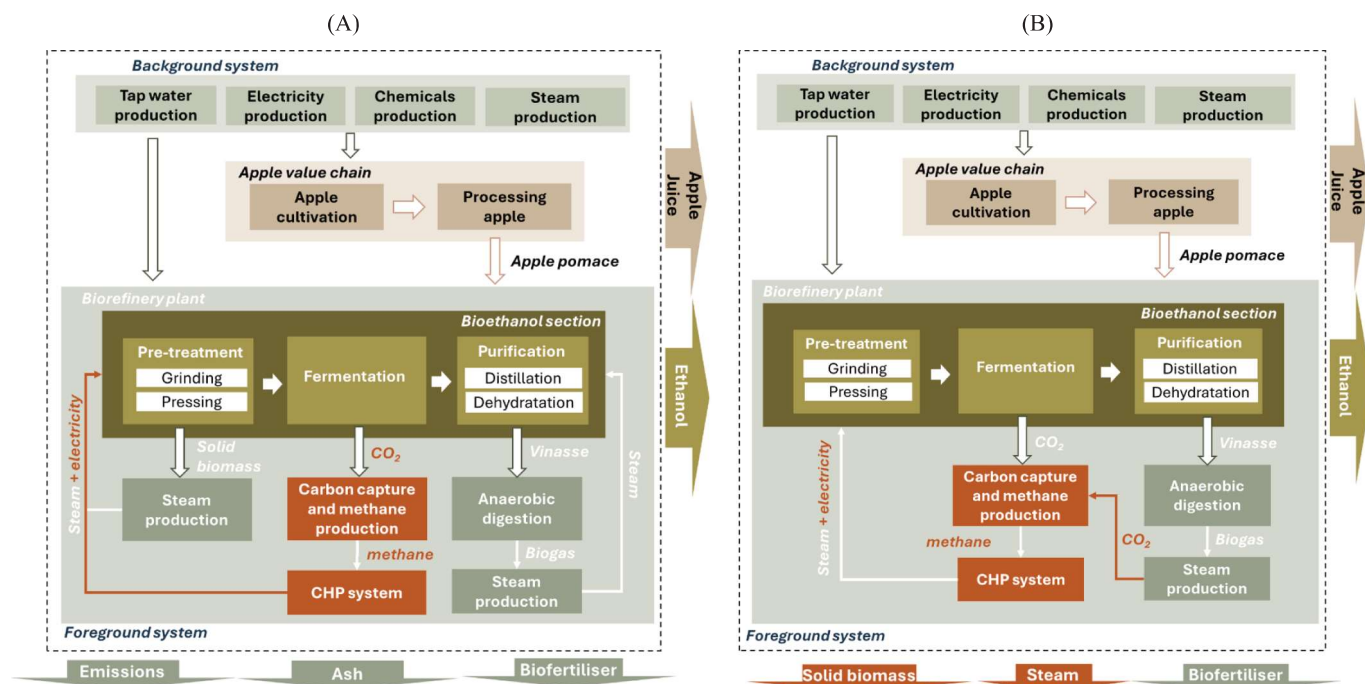 (A)
Background system
Tap water
production
Electricity
production
Chemicals
production
Steam
production
Apple value chain
Apple
cultivation
Processing
apple
Apple pomace
Biorefinery plant
Bioethanol section
Pre-treatment
Grinding
Pressing
Fermentation
Purification
Distillation
Dehydratation
Solid
biomass
CO2
Vinasse
Steam + electricity
Steam
production
Carbon capture
and methane
production
Anaerobic
digestion
Steam
methane
Biogas
CHP system
Steam
production
Foreground system
Apple
Juice
Ethanol
Emissions
Ash
Biofertiliser
(B)
Background system
Tap water
production
Electricity
production
Chemicals
production
Steam
production
Apple value chain
Apple
cultivation
Processing
apple
Apple pomace
Biorefinery plant
Bioethanol section
Pre-treatment
Grinding
Pressing
Fermentation
Purification
Distillation
Dehydratation
CO2
Vinasse
Steam + electricity
Carbon capture
and methane
production
Anaerobic
digestion
methane
CO2
Biogas
CHP system
Steam
production
Foreground system
Apple
Juice
Ethanol
Solid biomass
Steam
Biofertiliser